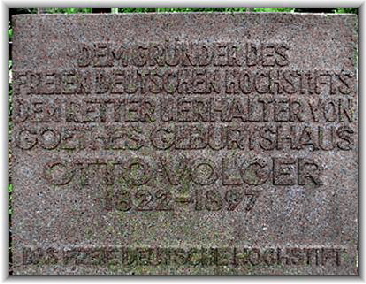 DEM GRÜNDER DES
FREIEN DEUTSCHEN HOCHSTIFTS
DEM RETTER U ERHALTER VON
GOETHES GEBURTSHAUS
OTTO VOLGER
1822-1897
DAS FREIE DEUTSCHE HOCHSTIFT